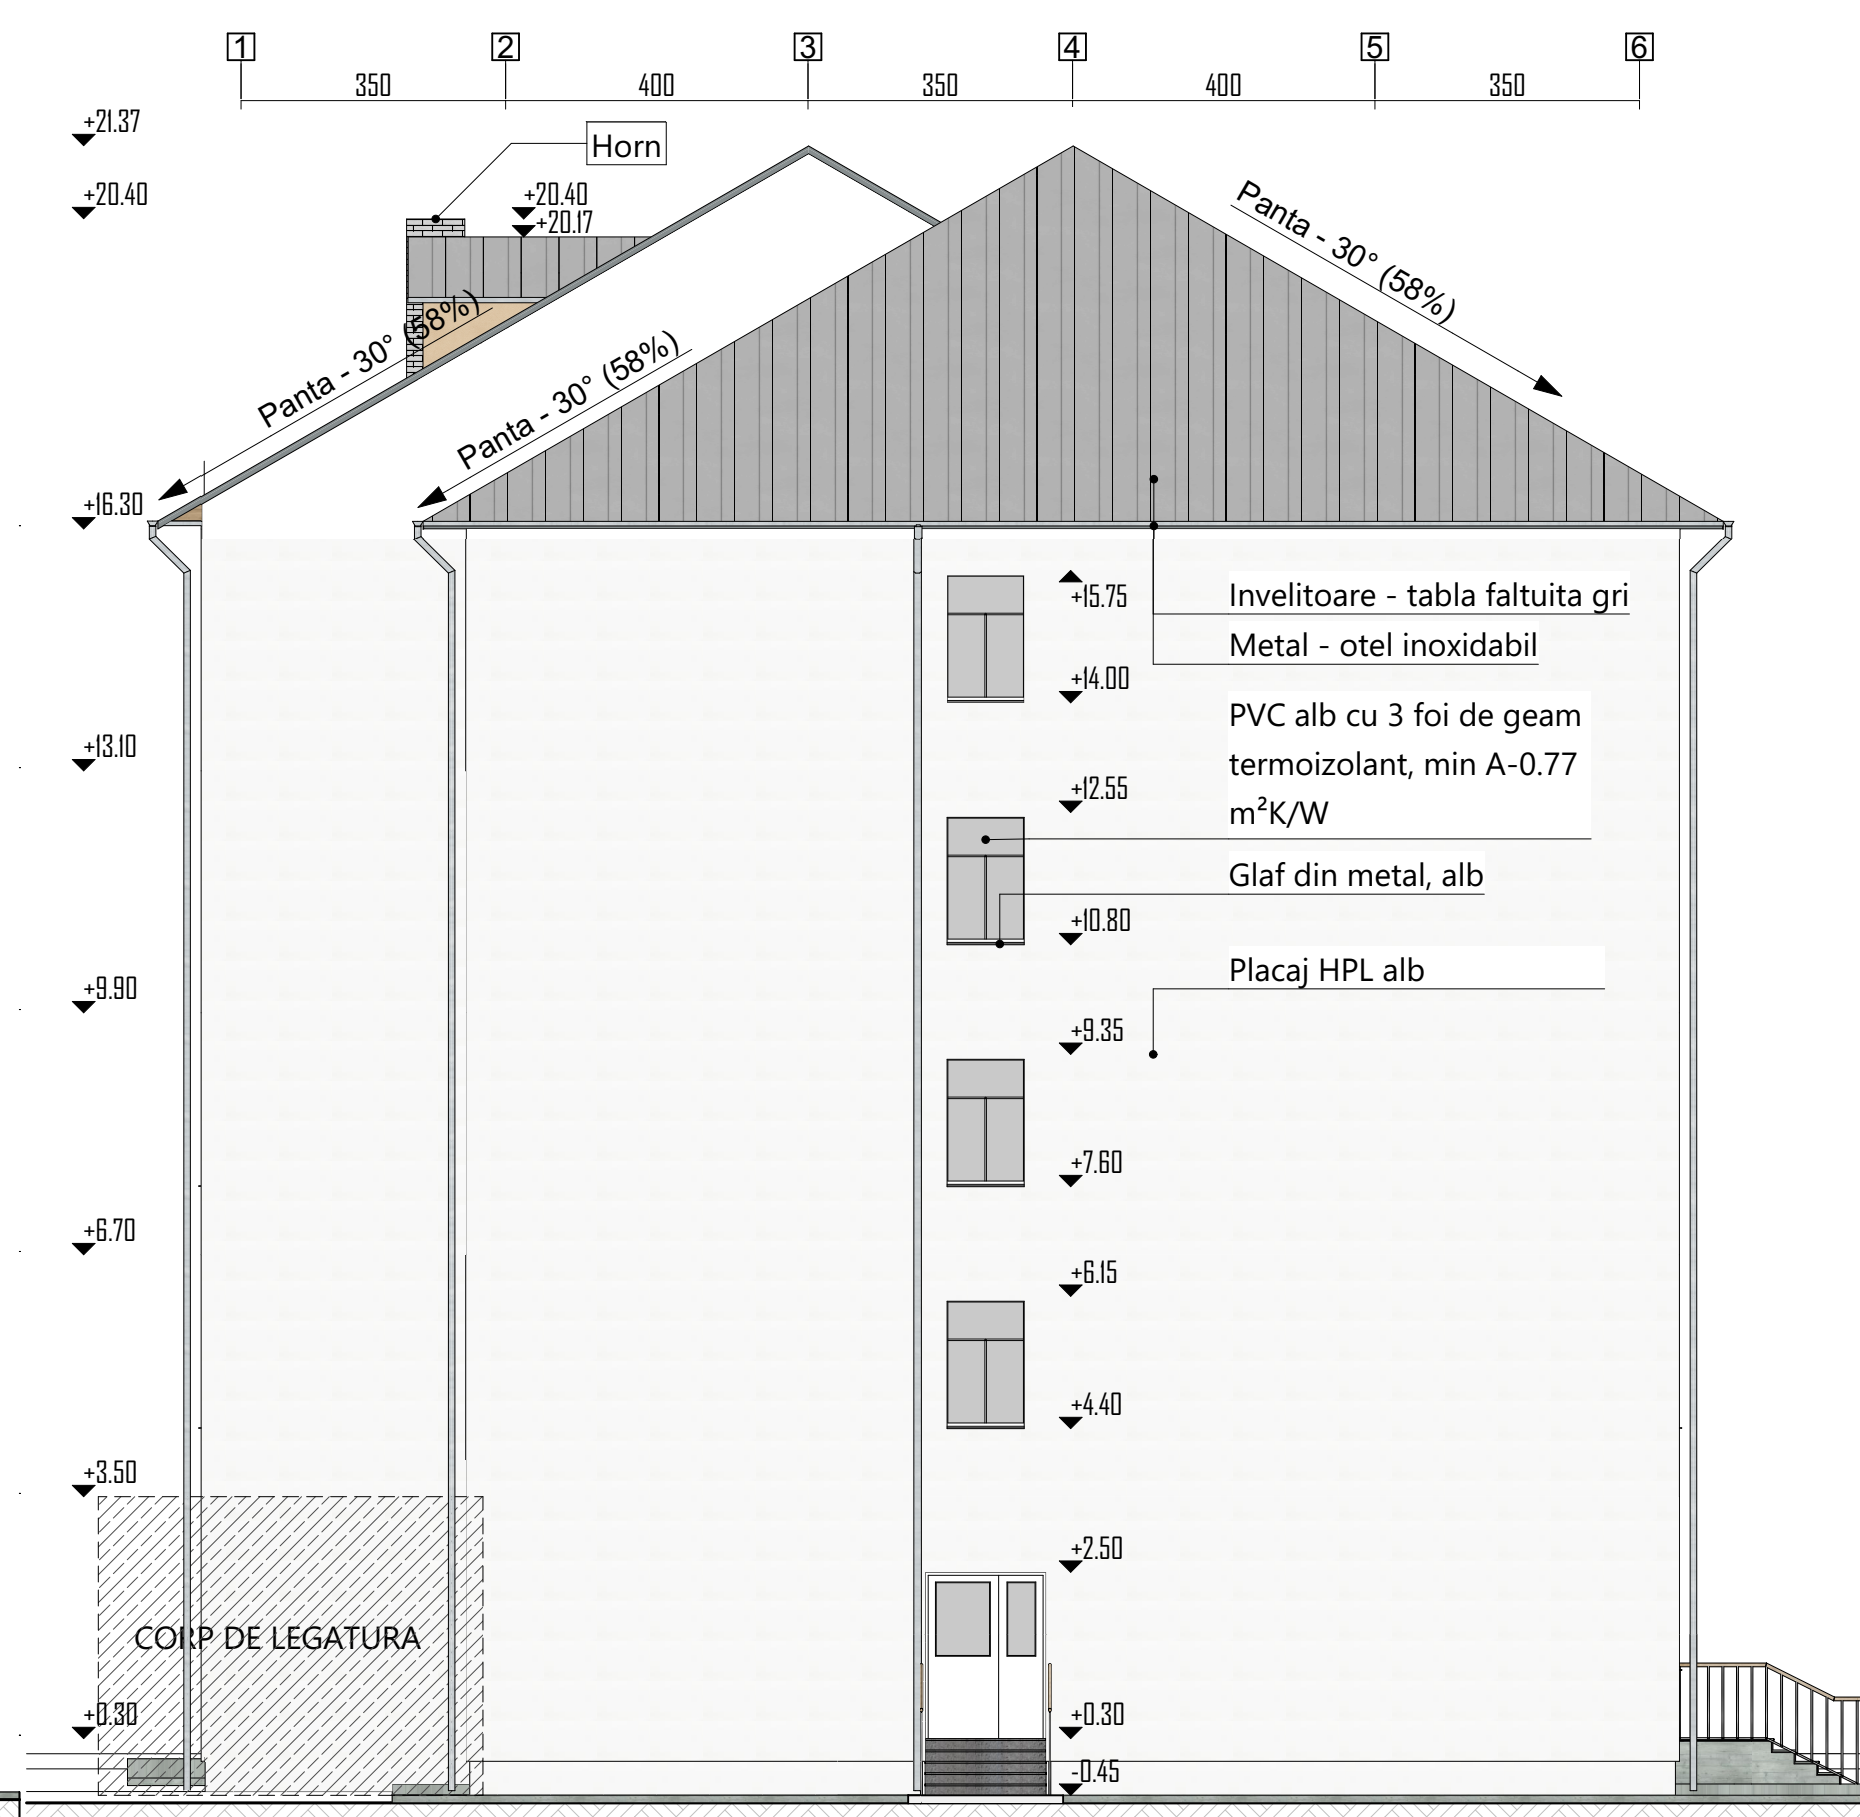 1 2 3 4 5 6
350 400 350 400 350
+21.37
Horn
+20.40
+20.40
+20.17
Panta - 30° (58%)
Panta - 30° (58%)
Panta - 30° (58%)
+16.30
+15.75
Invelitoare - tabla faltuita gri
Metal - otel inoxidabil
+14.00
PVC alb cu 3 foi de geam
termoizolant, min A-0.77
m²K/W
+13.10
+12.55
Glaf din metal, alb
+10.80
Placaj HPL alb
+9.90
+9.35
+7.60
+6.70
+6.15
+4.40
+3.50
+2.50
CORP DE LEGATURA
+0.30
+0.30
-0.45